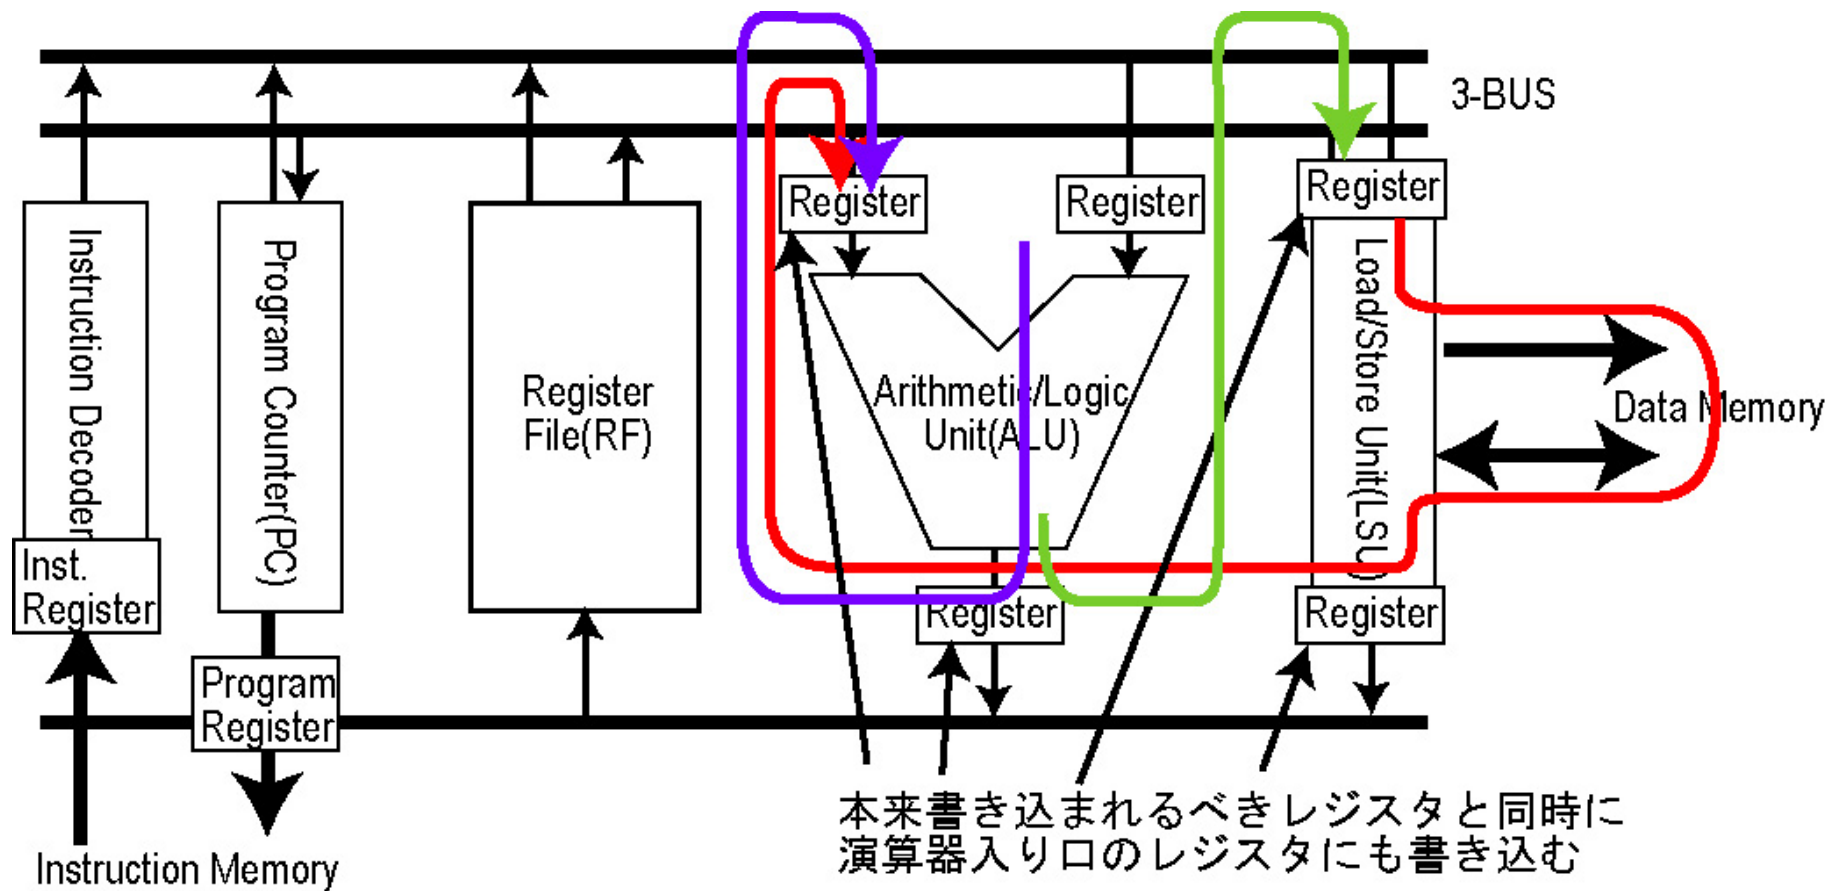 3-BUS
Register
Register
Register
Instruction Decoder
Program Counter(PC)
Register
File(RF)
Arithmetic/Logic
Unit(ALU)
Load/Store Unit(LSU)
Data Memory
Inst.
Register
Register
Register
Program
Register
本来書き込まれるべきレジスタと同時に
演算器入り口のレジスタにも書き込む
Instruction Memory